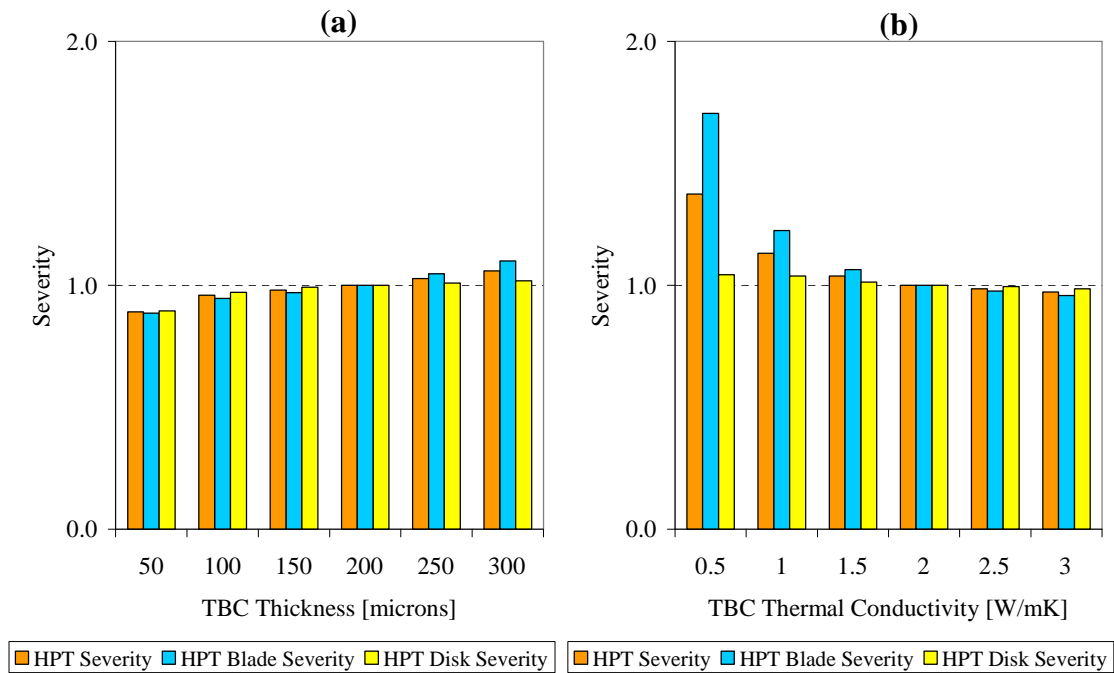 (a)
2.0
1.0
0.0
Severity
50 100 150 200 250 300
TBC Thickness [microns]
HPT Severity HPT Blade Severity HPT Disk Severity
(b)
2.0
1.0
0.0
Severity
0.5 1 1.5 2 2.5 3
TBC Thermal Conductivity [W/mK]
HPT Severity HPT Blade Severity HPT Disk Severity